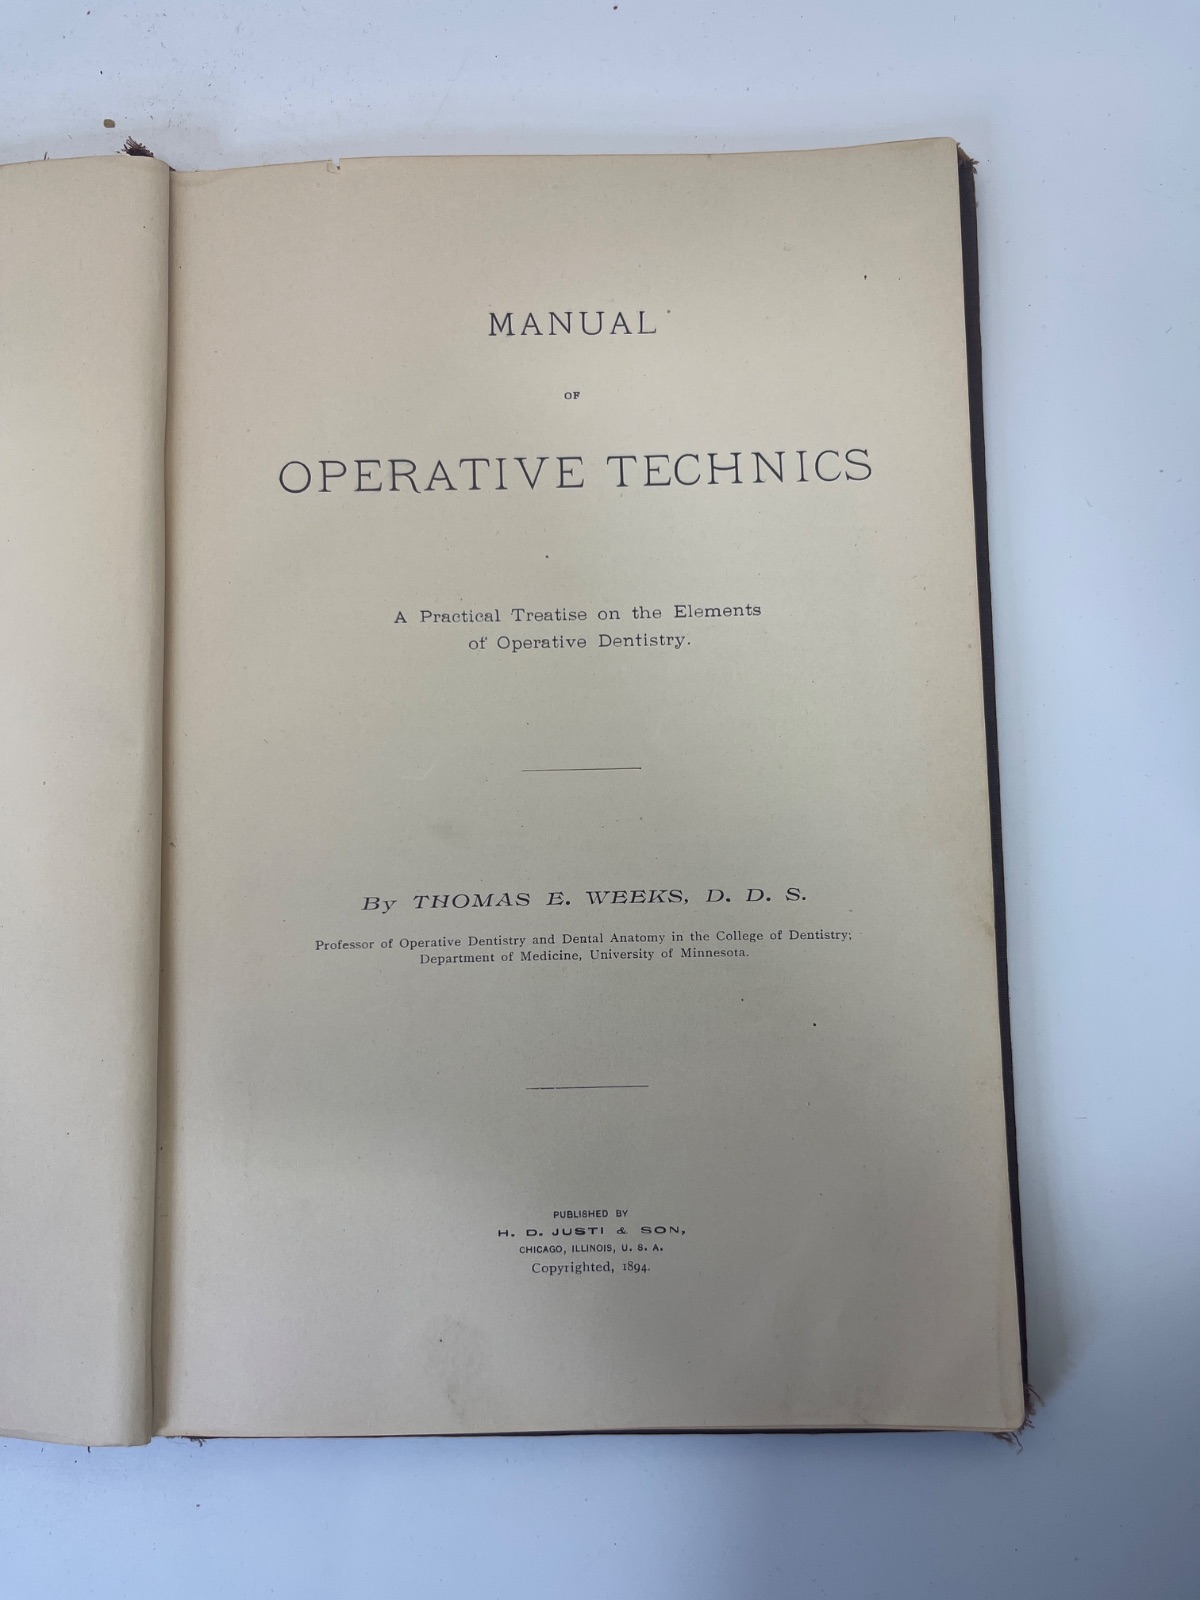 MANUAL
OF
OPERATIVE TECHNICS
A Practical Treatise on the Elements
of Operative Dentistry.
By THOMAS E. WEEKS, D. D. S.
Professor of Operative Dentistry and Dental Anatomy in the College of Dentistry;
Department of Medicine, University of Minnesota.
PUBLISHED BY
H. D. JUSTI & SON,
CHICAGO, ILLINOIS, U. S. A.
Copyrighted, 1894.